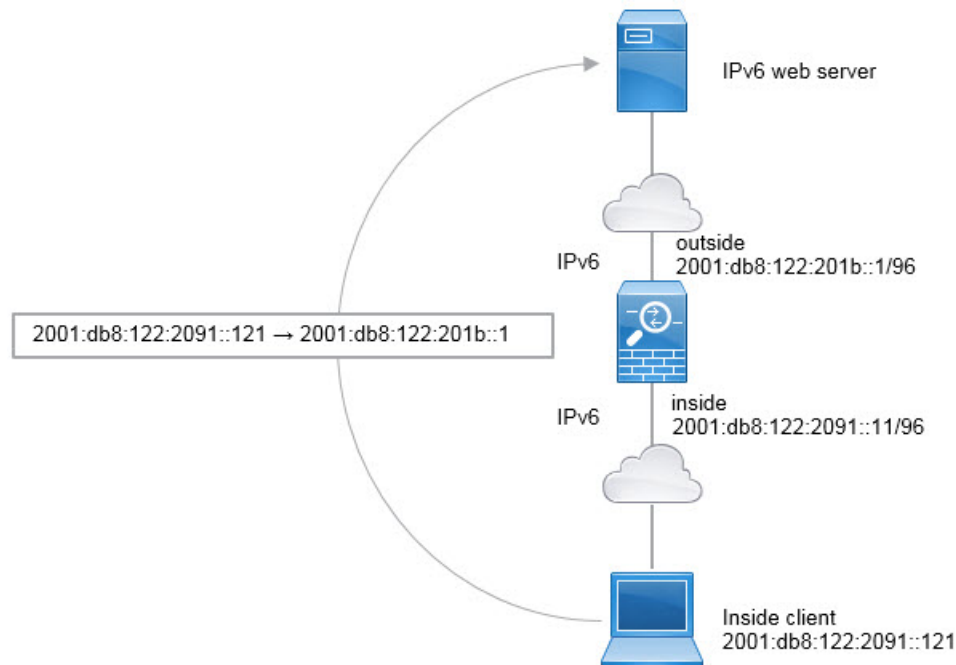 IPv6 web server
outside
IPv6
2001:db8:122:201b::1/96
2001:db8:122:2091::121 → 2001:db8:122:201b::1
inside
IPv6
2001:db8:122:2091::11/96
Inside client
2001:db8:122:2091::121